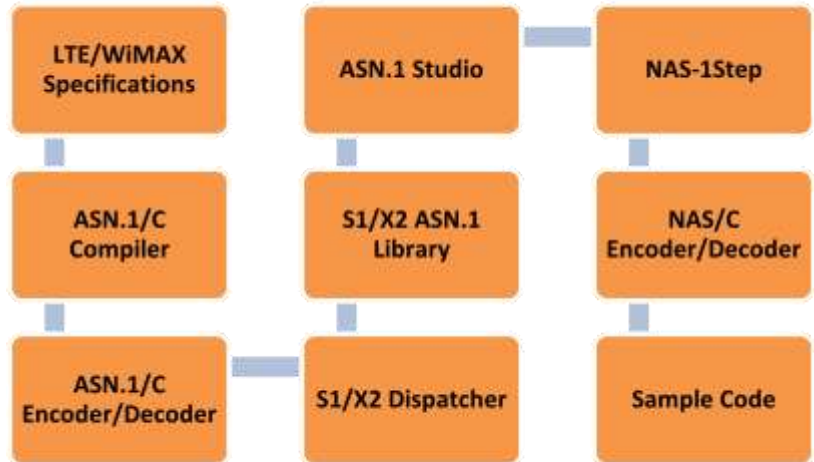 LTE/WiMAX
Specifications
ASN.1/C
Compiler
ASN.1/C
Encoder/Decoder
S1/X2 Dispatcher
S1/X2 ASN.1
Library
ASN.1 Studio
NAS-1Step
NAS/C
Encoder/Decoder
Sample Code